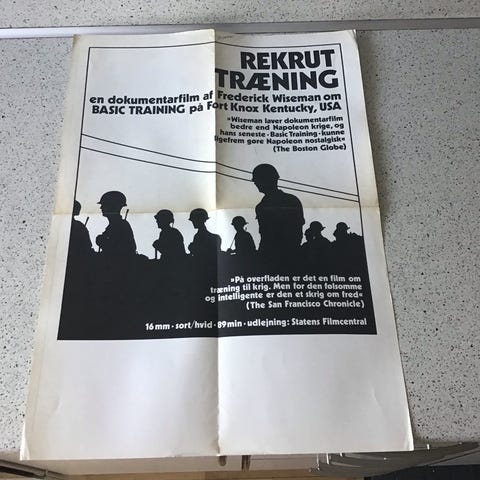 REKRUT
TRÆNING
en dokumentarfilm af Frederick Wiseman om
BASIC TRAINING på Fort Knox Kentucky, USA
»Wiseman laver dokumentarfilm
bedre end Napoleon krige, og
hans seneste · Basic Training · kunne
ligefrem gøre Napoleon nostalgisk«
(The Boston Globe)
»På overfladen er det en film om
træning til krig. Men for den følsomme
og intelligente er den et skrig om fred«
(The San Francisco Chronicle)
16 mm · sort/hvid · 89 min · udlejning: Statens Filmcentral